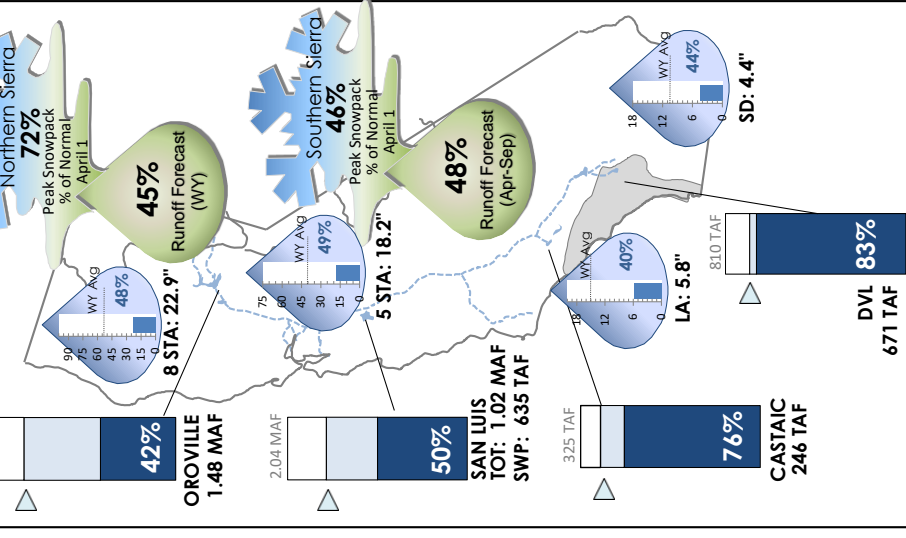 Northern Sierra
72%
Peak Snowpack
% of Normal
April 1
45%
Runoff Forecast
(WY)
WY Avg
48%
90
75
60
45
30
15
0
8 STA: 22.9"
42%
OROVILLE
1.48 MAF
Southern Sierra
46%
Peak Snowpack
% of Normal
April 1
48%
Runoff Forecast
(Apr-Sep)
WY Avg
49%
75
60
45
30
15
0
5 STA: 18.2"
2.04 MAF
50%
SAN LUIS
TOT: 1.02 MAF
SWP: 635 TAF
WY Avg
44%
18
12
6
0
SD: 4.4"
WY Avg
40%
18
12
6
0
LA: 5.8"
325 TAF
76%
CASTAIC
246 TAF
810 TAF
83%
DVL
671 TAF